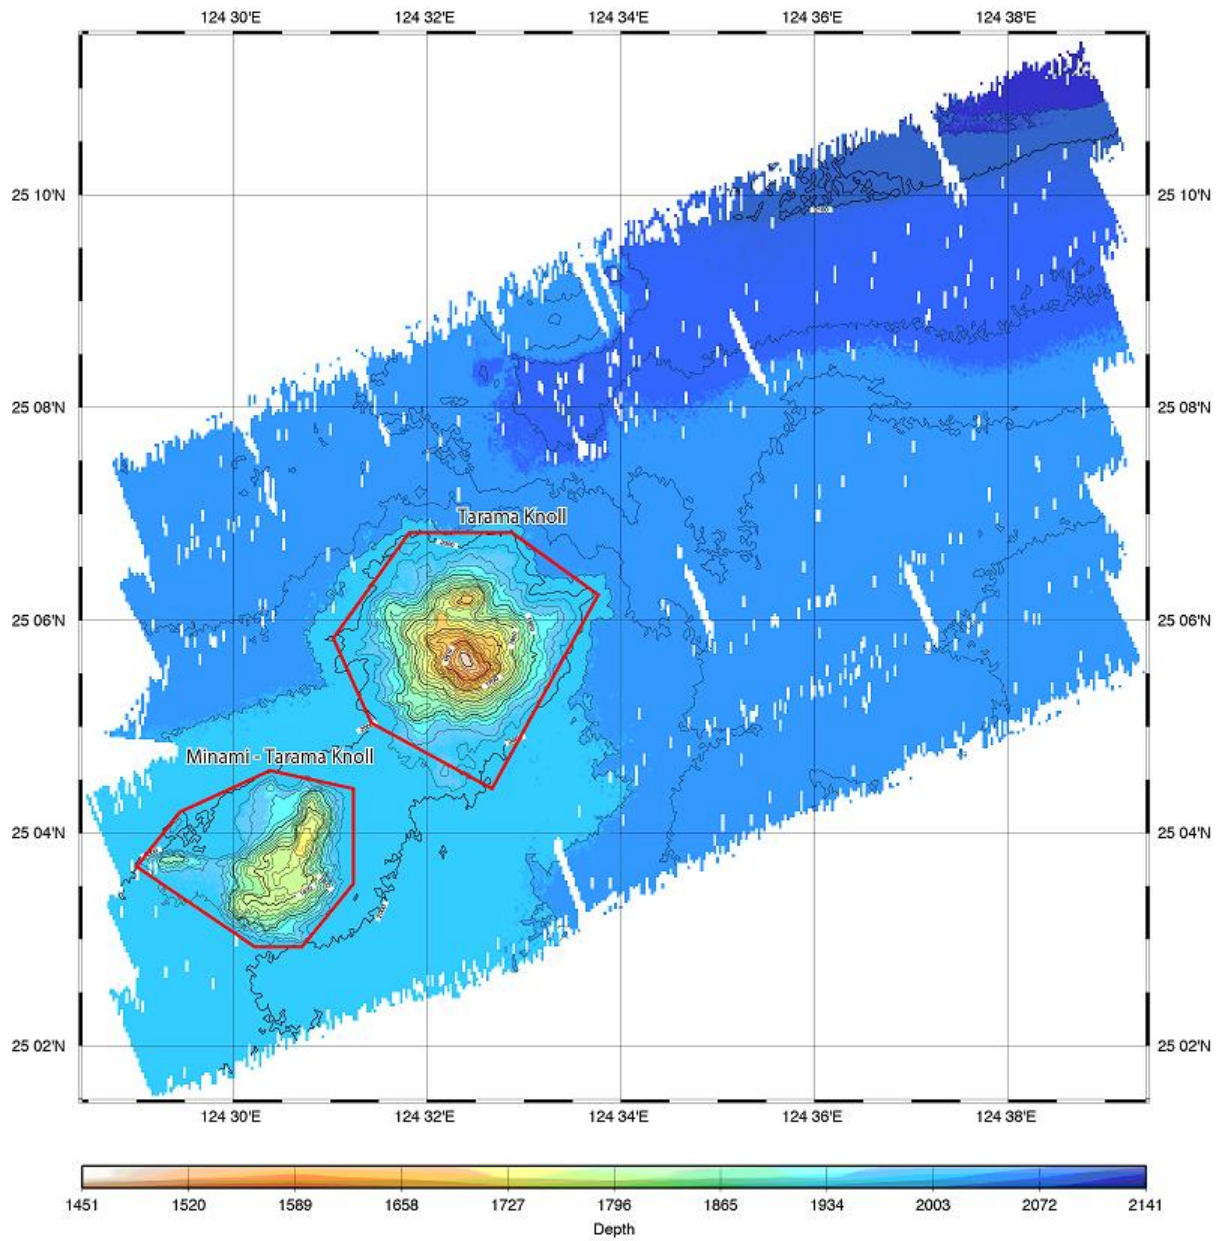 124 30'E 124 32'E 124 34'E 124 36'E 124 38'E
25 10'N 25 10'N
25 08'N 25 08'N
Tarama Knoll
25 06'N 25 06'N
Minami - Tarama Knoll
25 04'N 25 04'N
25 02'N 25 02'N
124 30'E 124 32'E 124 34'E 124 36'E 124 38'E
1451 1520 1589 1658 1727 1796 1865 1934 2003 2072 2141
Depth